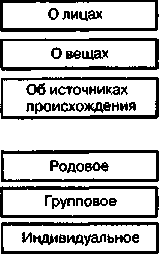 О лицах
О вещах
Об источниках
происхождения
Родовое
Групповое
Индивидуальное